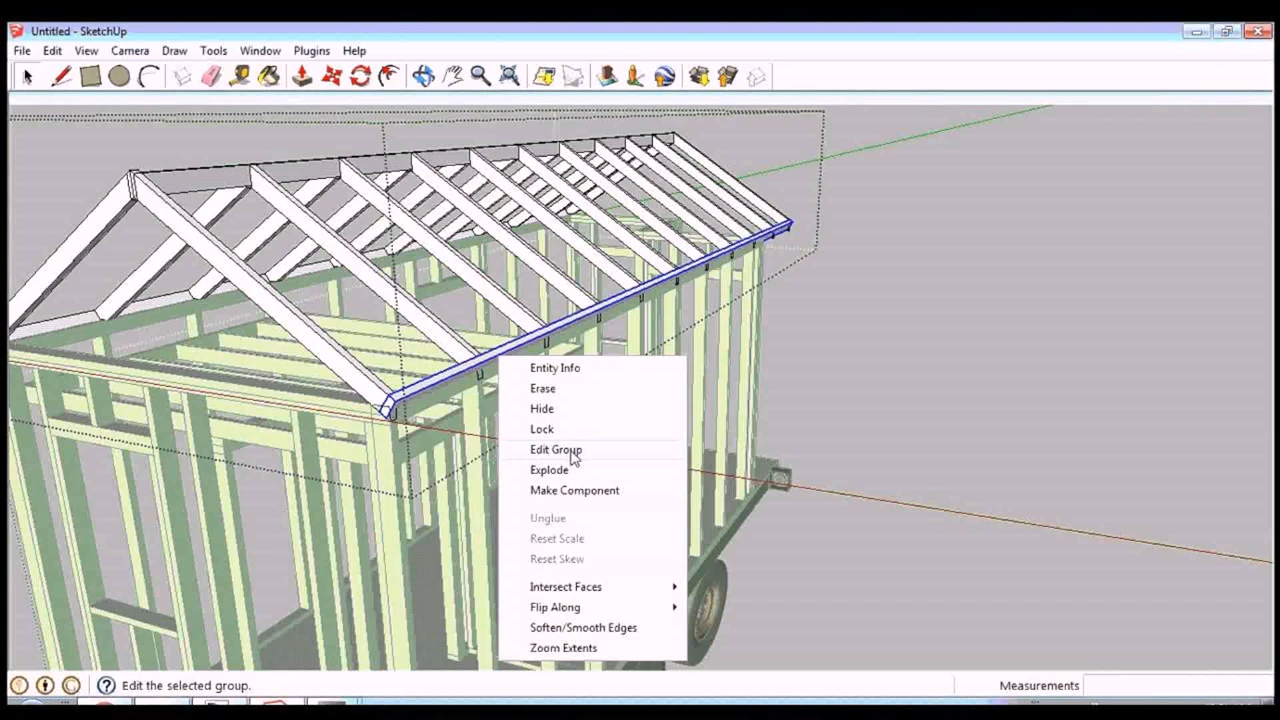 Untitled - SketchUp
File Edit View Camera Draw Tools Window Plugins Help
Entity Info
Erase
Hide
Lock
Edit Group
Explode
Make Component
Unglue
Reset Scale
Reset Skew
Intersect Faces
Flip Along
Soften/Smooth Edges
Zoom Extents
Edit the selected group.
Measurements